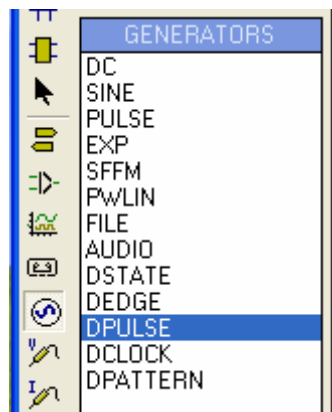 GENERATORS
DC
SINE
PULSE
EXP
SFFM
PWLIN
FILE
AUDIO
DSTATE
DEDGE
DPULSE
DCLOCK
DPATTERN
V
I